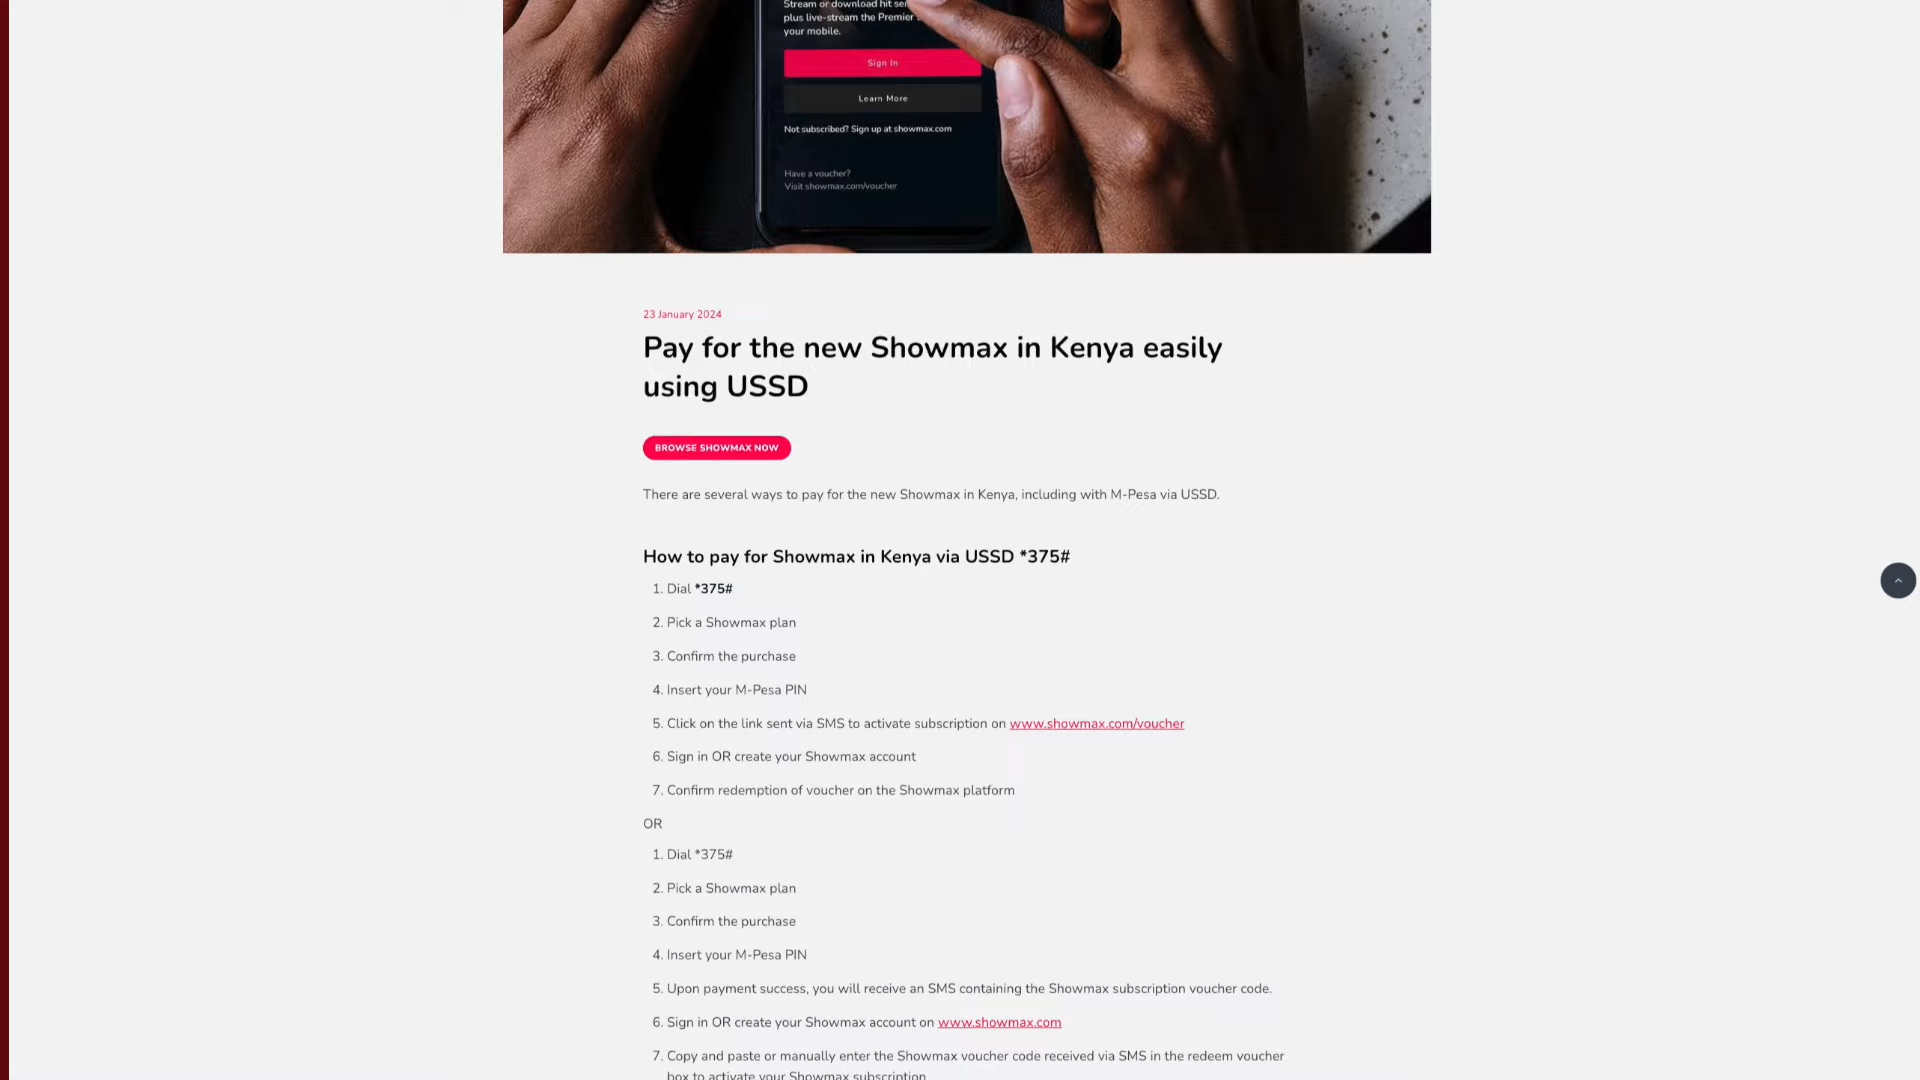 Stream or download hit
plus live-stream the Premier
your mobile.
Sign In
Learn More
Not subscribed? Sign up at showmax.com
Have a voucher?
Visit showmax.com/voucher
23 January 2024
Pay for the new Showmax in Kenya easily
using USSD
BROWSE SHOWMAX NOW
There are several ways to pay for the new Showmax in Kenya, including with M-Pesa via USSD.
How to pay for Showmax in Kenya via USSD *375#
1. Dial *375#
2. Pick a Showmax plan
3. Confirm the purchase
4. Insert your M-Pesa PIN
5. Click on the link sent via SMS to activate subscription on www.showmax.com/voucher
6. Sign in OR create your Showmax account
7. Confirm redemption of voucher on the Showmax platform
OR
1. Dial *375#
2. Pick a Showmax plan
3. Confirm the purchase
4. Insert your M-Pesa PIN
5. Upon payment success, you will receive an SMS containing the Showmax subscription voucher code.
6. Sign in OR create your Showmax account on www.showmax.com
7. Copy and paste or manually enter the Showmax voucher code received via SMS in the redeem voucher
box to activate your Showmax subscription